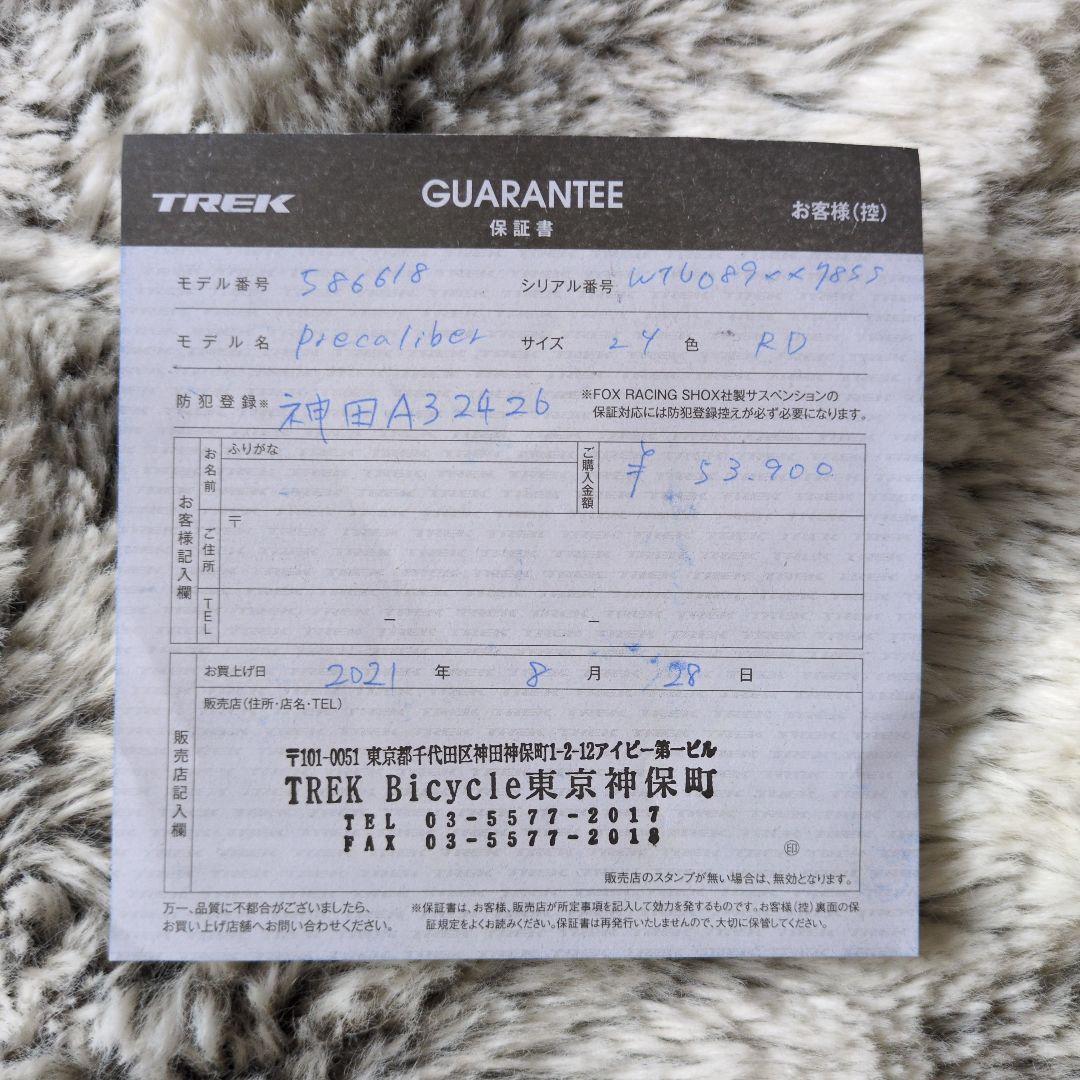 TREK GUARANTEE お客様(控)
保証書
モデル番号 586618 シリアル番号 WTU089xx7855
モデル名 precaliber サイズ 24 色 RD
防犯登録※ 神田A32426 ※FOX RACING SHOX社製サスペンションの
保証対応には防犯登録控えが必ず必要になります。
お客様記入欄
お名前 ふりがな
ご購入金額 ¥ 53.900
ご住所 〒
TEL – –
販売店記入欄
お買上げ日 2021 年 8 月 28 日
販売店(住所・店名・TEL)
〒101-0051 東京都千代田区神田神保町1-2-12アイピー第一ビル
TREK Bicycle東京神保町
TEL 03-5577-2017
FAX 03-5577-2018
印
販売店のスタンプが無い場合は、無効となります。
万一、品質に不都合がございましたら、
お買い上げ店舗へお問い合わせください。
※保証書は、お客様、販売店が所定事項を記入して効力を発するものです。お客様(控)裏面の保
証規定をよくお読みください。保証書は再発行いたしませんので、大切に保管してください。